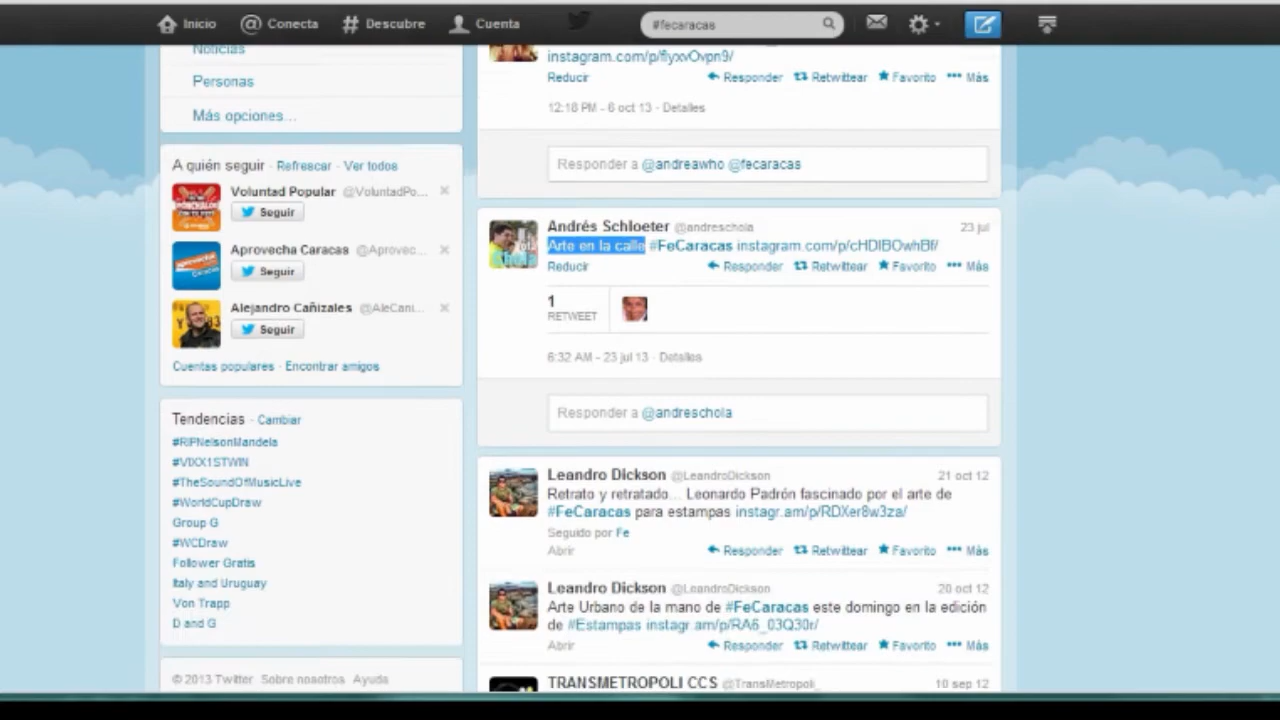 Inicio
Conecta
Descubre
Cuenta
#fecaracas
Noticias
Personas
Más opciones...
A quién seguir · Refrescar · Ver todos
Voluntad Popular @VoluntadPo...
Seguir
Aprovecha Caracas @Aprovec...
Seguir
Alejandro Cañizales @AleCani...
Seguir
Cuentas populares · Encontrar amigos
Tendencias · Cambiar
#RIPNelsonMandela
#VIXX1STWIN
#TheSoundOfMusicLive
#WorldCupDraw
Group G
#WCDraw
Follower Gratis
Italy and Uruguay
Von Trapp
D and G
© 2013 Twitter Sobre nosotros Ayuda
Reducir
Responder Retwittear Favorito Más
12:18 PM - 6 oct 13 · Detalles
Responder a @andreawho @fecaracas
Andrés Schloeter @andreschola 23 jul
Arte en la calle #FeCaracas instagram.com/p/cHDIBOwhBf/
Reducir
Responder Retwittear Favorito Más
1
RETWEET
6:32 AM - 23 jul 13 · Detalles
Responder a @andreschola
Leandro Dickson @LeandroDickson 21 oct 12
Retrato y retratado... Leonardo Padrón fascinado por el arte de
#FeCaracas para estampas instagr.am/p/RDXer8w3za/
Seguido por Fe
Abrir
Responder Retwittear Favorito Más
Leandro Dickson @LeandroDickson 20 oct 12
Arte Urbano de la mano de #FeCaracas este domingo en la edición
de #Estampas instagr.am/p/RA6_03Q30r/
Abrir
Responder Retwittear Favorito Más
TRANSMETROPOLI CCS @TransMetropoli_ 10 sep 12